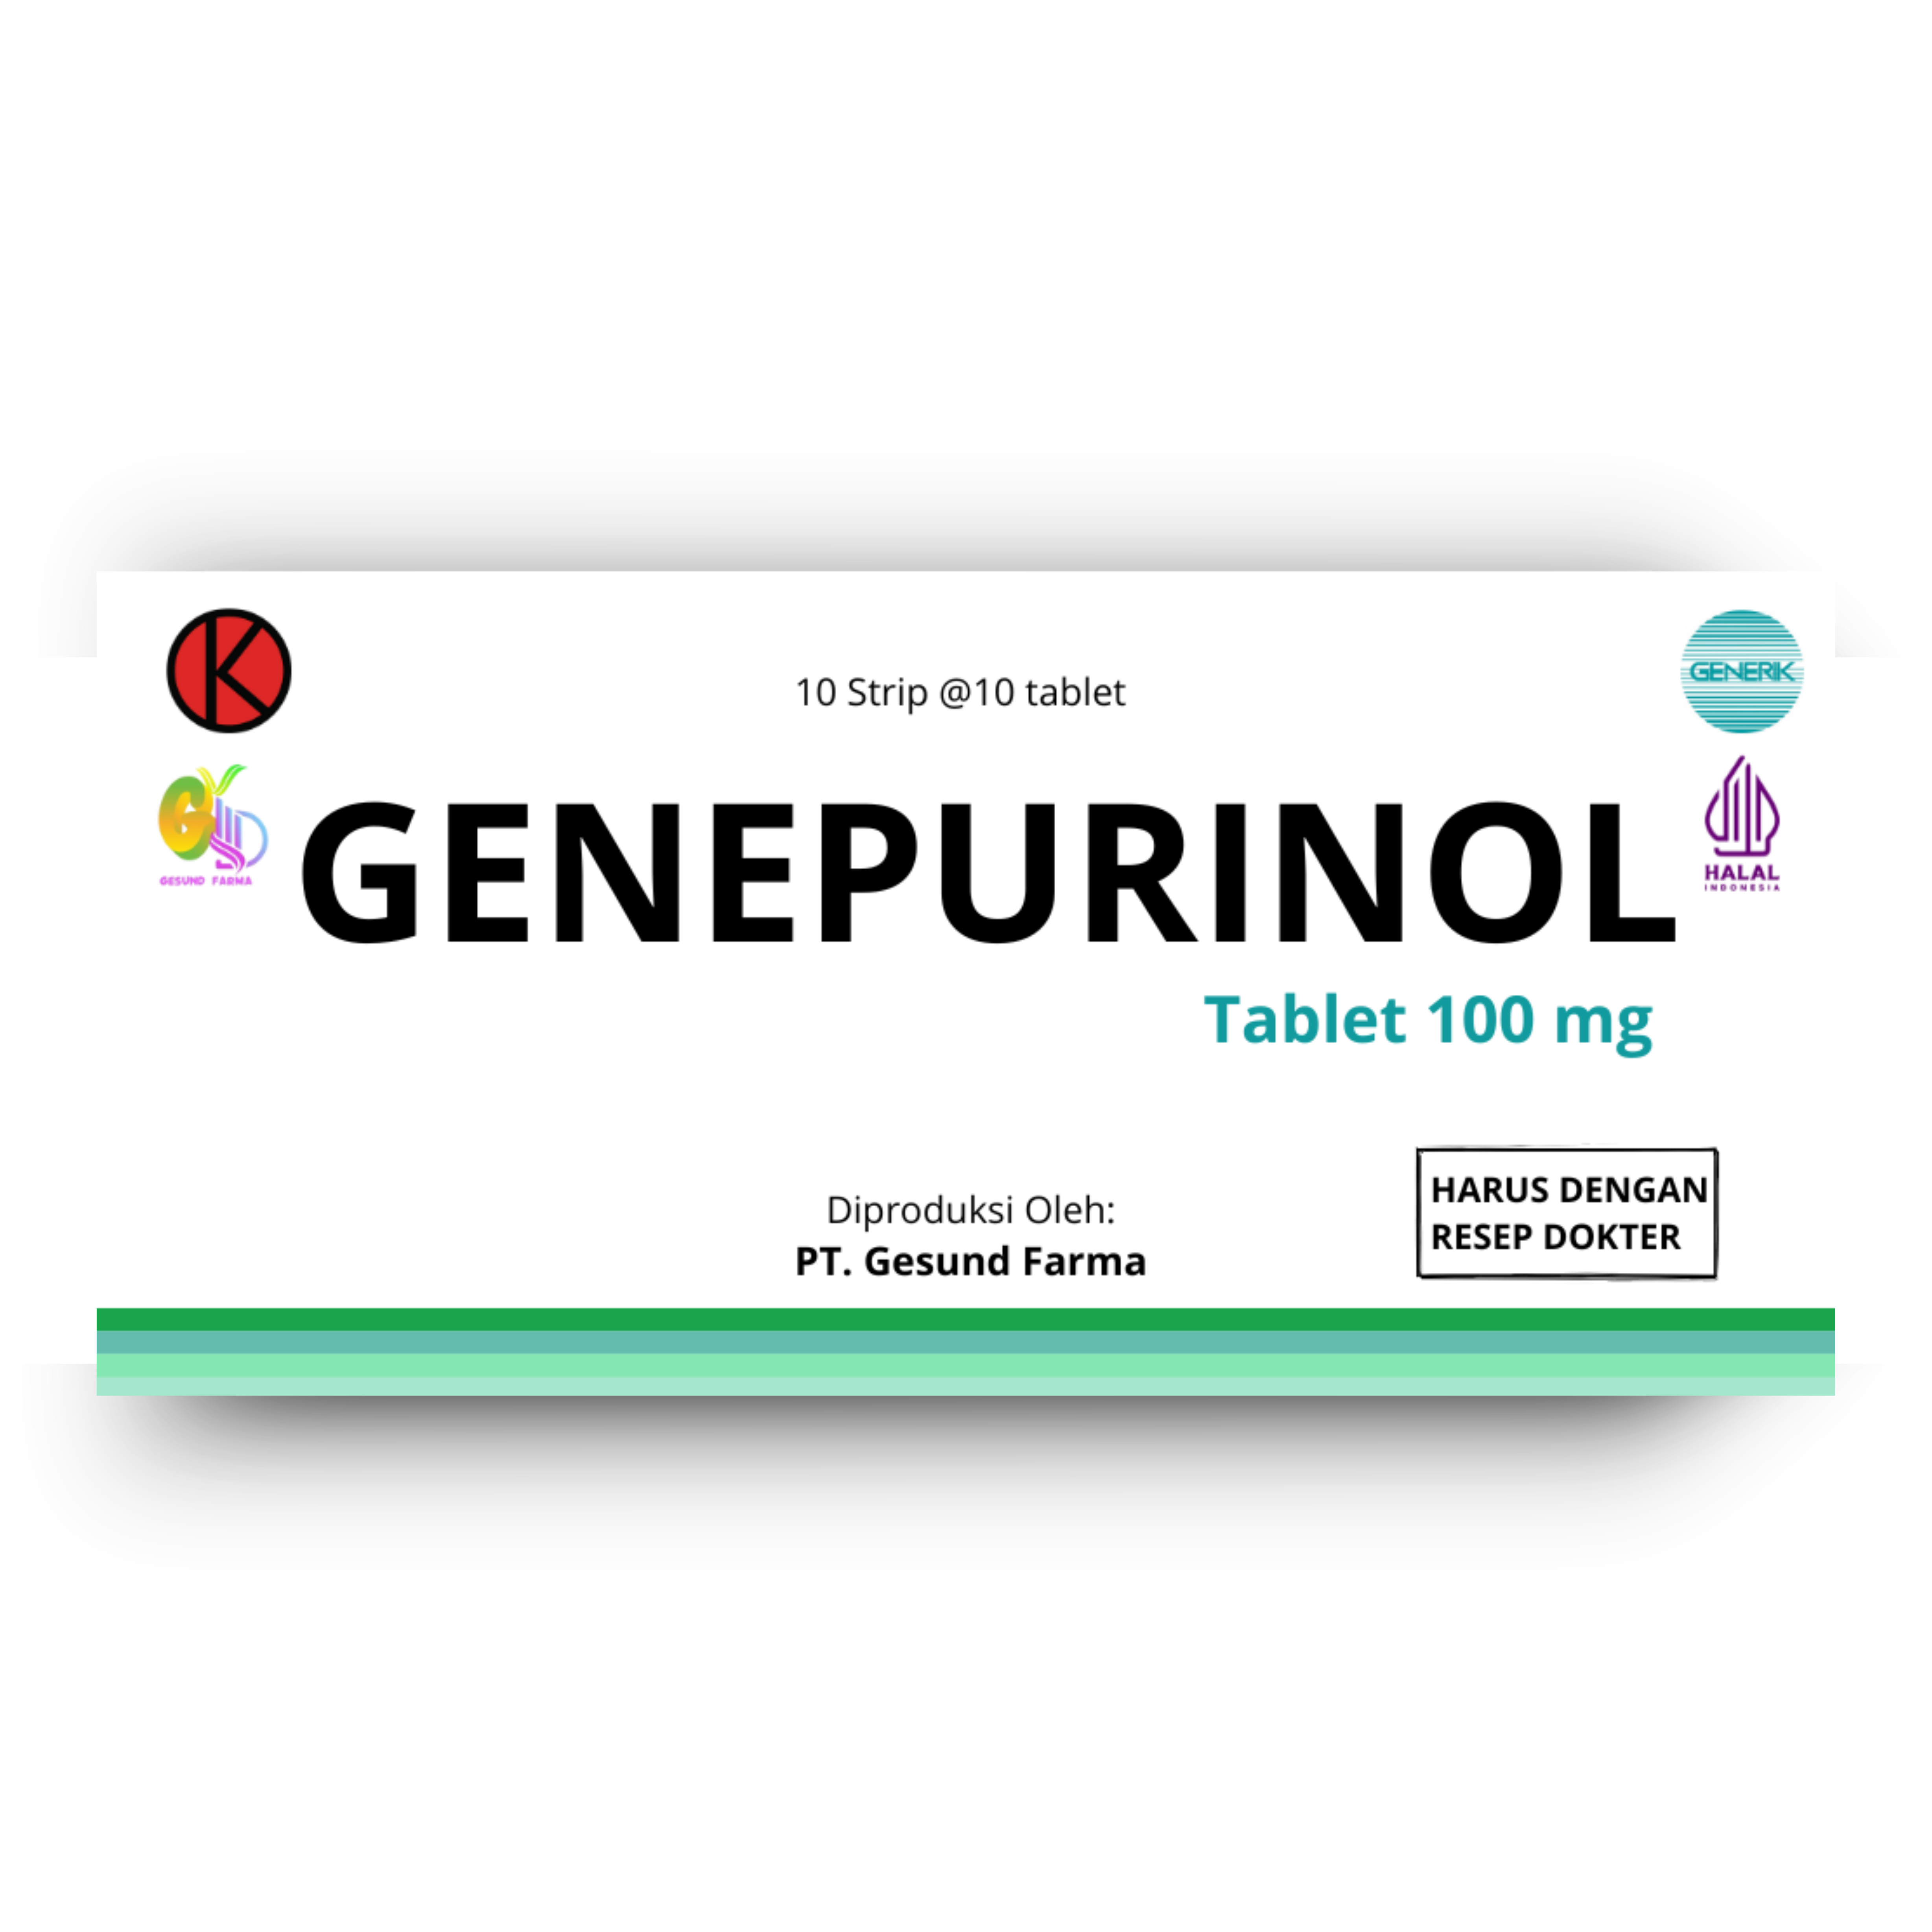 K
10 Strip @10 tablet
GENERIK
GESUND FARMA
GENEPURINOL
HALAL
INDONESIA
Tablet 100 mg
Diproduksi Oleh:
PT. Gesund Farma
HARUS DENGAN
RESEP DOKTER